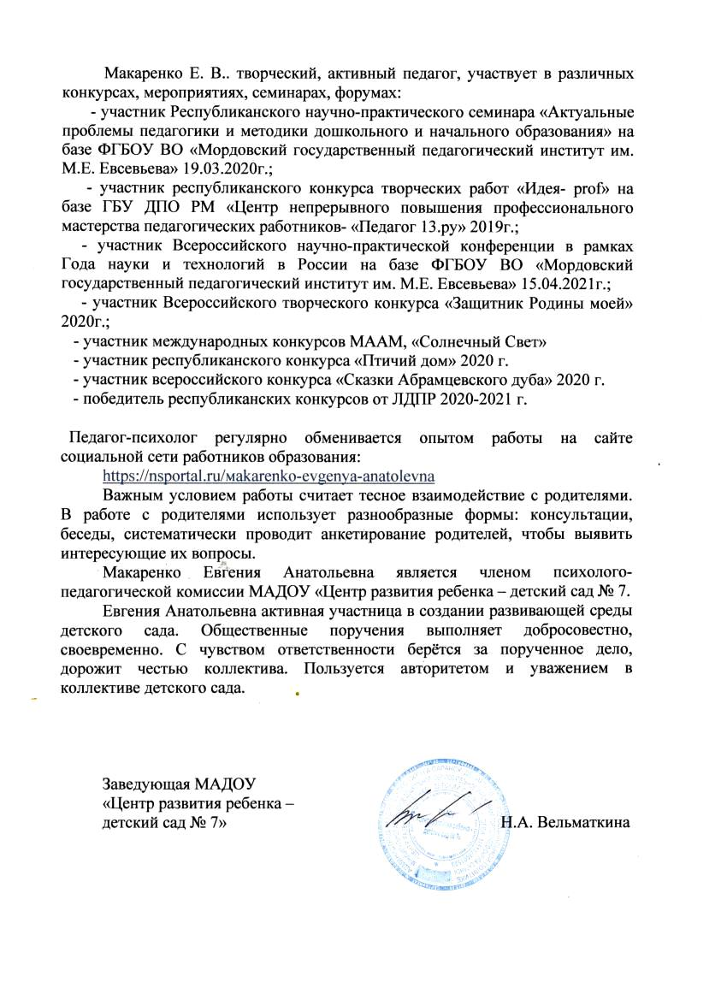 Макаренко Е. В.. творческий, активный педагог, участвует в различных
конкурсах, мероприятиях, семинарах, форумах:
- участник Республиканского научно-практического семинара «Актуальные
проблемы педагогики и методики дошкольного и начального образования» на
базе ФГБОУ ВО «Мордовский государственный педагогический институт им.
М.Е. Евсевьева» 19.03.2020г.;
- участник республиканского конкурса творческих работ «Идея- prof» на
базе ГБУ ДПО РМ «Центр непрерывного повышения профессионального
мастерства педагогических работников- «Педагог 13.ру» 2019г.;
- участник Всероссийского научно-практической конференции в рамках
Года науки и технологий в России на базе ФГБОУ ВО «Мордовский
государственный педагогический институт им. М.Е. Евсевьева» 15.04.2021г.;
- участник Всероссийского творческого конкурса «Защитник Родины моей»
2020г.;
- участник международных конкурсов МААМ, «Солнечный Свет»
- участник республиканского конкурса «Птичий дом» 2020 г.
- участник всероссийского конкурса «Сказки Абрамцевского дуба» 2020 г.
- победитель республиканских конкурсов от ЛДПР 2020-2021 г.
Педагог-психолог регулярно обменивается опытом работы на сайте
социальной сети работников образования:
https://nsportal.ru/макarenko-evgenya-anatolevna
Важным условием работы считает тесное взаимодействие с родителями.
В работе с родителями использует разнообразные формы: консультации,
беседы, систематически проводит анкетирование родителей, чтобы выявить
интересующие их вопросы.
Макаренко Евгения Анатольевна является членом психолого-
педагогической комиссии МАДОУ «Центр развития ребенка – детский сад № 7.
Евгения Анатольевна активная участница в создании развивающей среды
детского сада. Общественные поручения выполняет добросовестно,
своевременно. С чувством ответственности берётся за порученное дело,
дорожит честью коллектива. Пользуется авторитетом и уважением в
коллективе детского сада.
Заведующая МАДОУ
«Центр развития ребенка –
детский сад № 7»
Н.А. Вельматкина